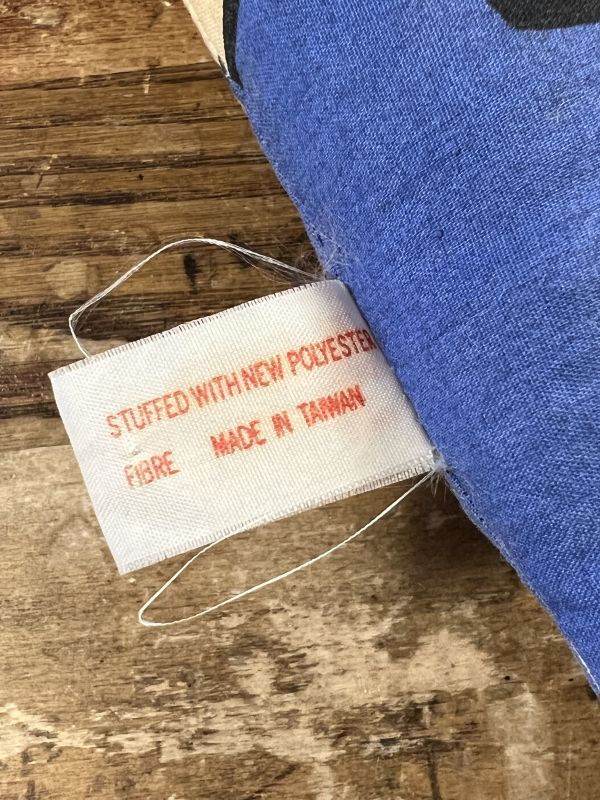 STUFFED WITH NEW POLYESTER
FIBRE MADE IN TAIWAN